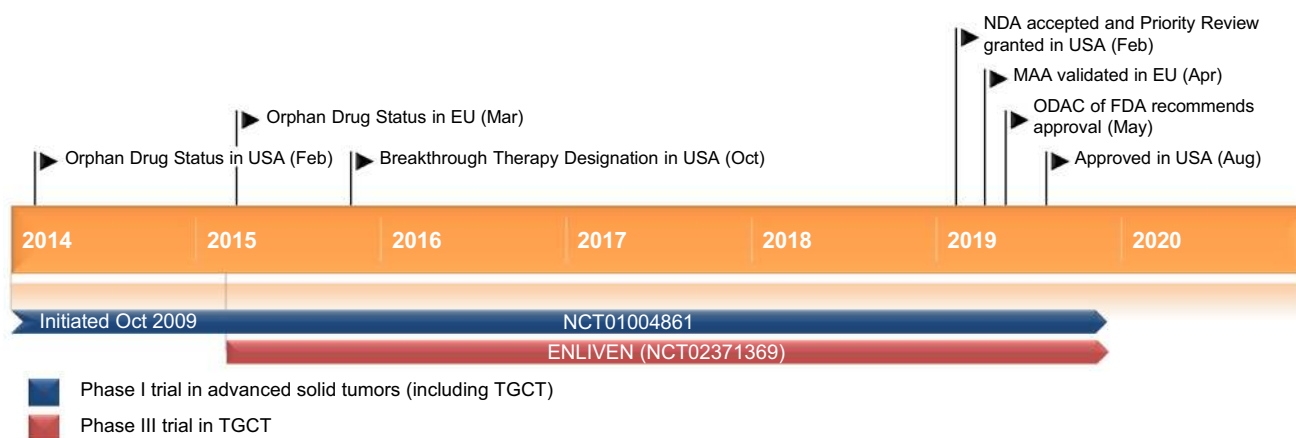 NDA accepted and Priority Review
granted in USA (Feb)
MAA validated in EU (Apr)
Orphan Drug Status in EU (Mar)
ODAC of FDA recommends
approval (May)
Orphan Drug Status in USA (Feb)
Breakthrough Therapy Designation in USA (Oct)
Approved in USA (Aug)
2014
2015
2016
2017
2018
2019
2020
Initiated Oct 2009
NCT01004861
ENLIVEN (NCT02371369)
Phase I trial in advanced solid tumors (including TGCT)
Phase III trial in TGCT